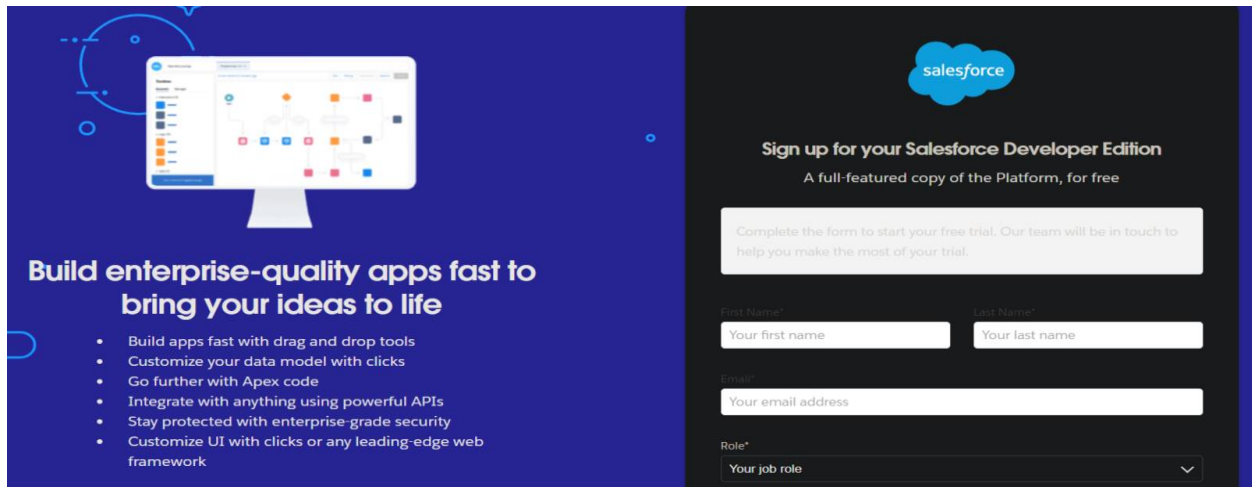 Build enterprise-quality apps fast to
bring your ideas to life
• Build apps fast with drag and drop tools
• Customize your data model with clicks
• Go further with Apex code
• Integrate with anything using powerful APIs
• Stay protected with enterprise-grade security
• Customize UI with clicks or any leading-edge web
framework
salesforce
Sign up for your Salesforce Developer Edition
A full-featured copy of the Platform, for free
Complete the form to start your free trial. Our team will be in touch to
help you make the most of your trial.
First Name* Last Name*
Your first name Your last name
Email*
Your email address
Role*
Your job role